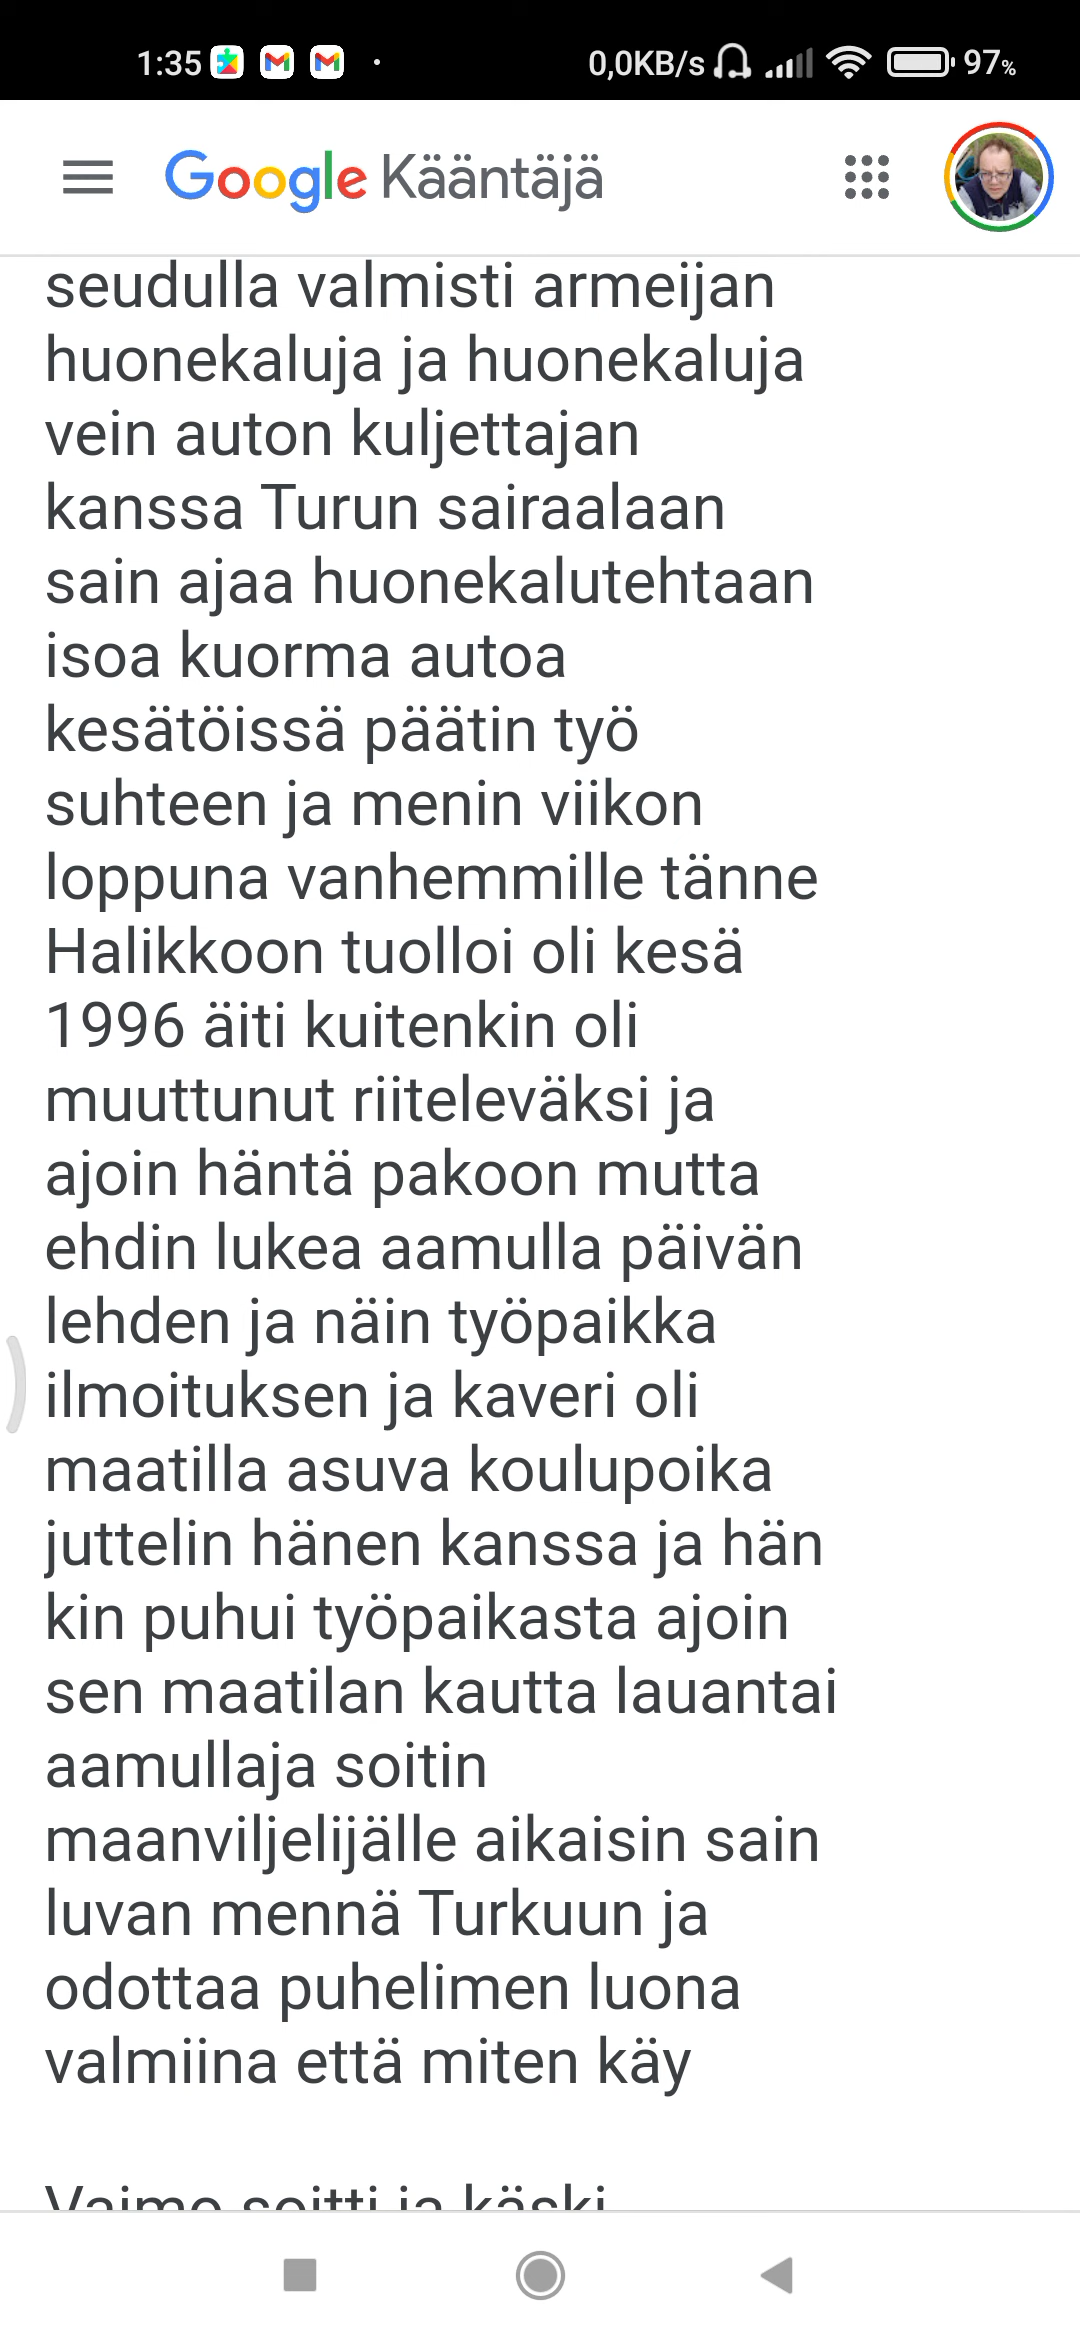 1:35
0,0KB/s
97%
Google Kääntäjä
seudulla valmisti armeijan
huonekaluja ja huonekaluja
vein auton kuljettajan
kanssa Turun sairaalaan
sain ajaa huonekalutehtaan
isoa kuorma autoa
kesätöissä päätin työ
suhteen ja menin viikon
loppuna vanhemmille tänne
Halikkoon tuolloi oli kesä
1996 äiti kuitenkin oli
muuttunut riiteleväksi ja
ajoin häntä pakoon mutta
ehdin lukea aamulla päivän
lehden ja näin työpaikka
ilmoituksen ja kaveri oli
maatilla asuva koulupoika
juttelin hänen kanssa ja hän
kin puhui työpaikasta ajoin
sen maatilan kautta lauantai
aamullaja soitin
maanviljelijälle aikaisin sain
luvan mennä Turkuun ja
odottaa puhelimen luona
valmiina että miten käy
Vaimo soitti ja käski